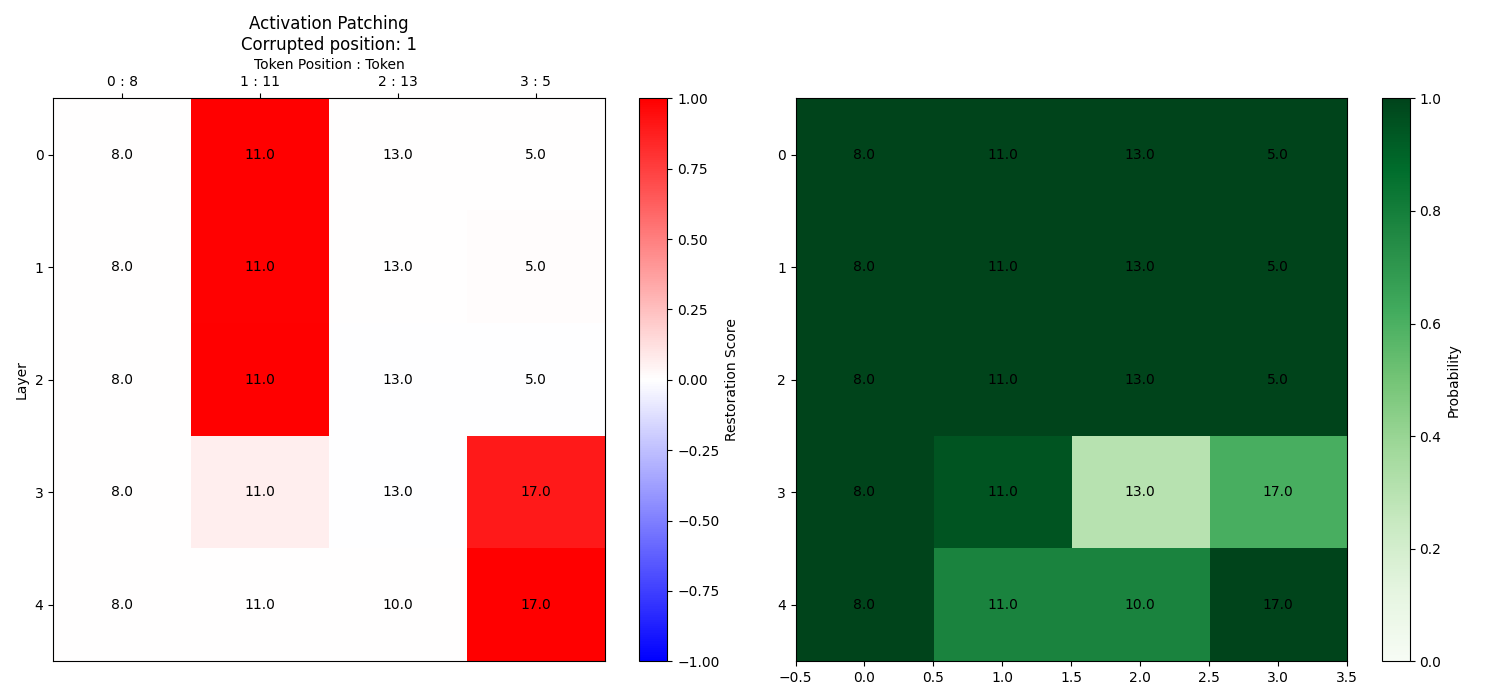 Activation Patching
Corrupted position: 1
Token Position : Token
0 : 8 1 : 11 2 : 13 3 : 5
0 8.0 11.0 13.0 5.0
1 8.0 11.0 13.0 5.0
2 8.0 11.0 13.0 5.0
3 8.0 11.0 13.0 17.0
4 8.0 11.0 10.0 17.0
Layer
1.00
0.75
0.50
0.25
0.00
−0.25
−0.50
−0.75
−1.00
Restoration Score
0 8.0 11.0 13.0 5.0
1 8.0 11.0 13.0 5.0
2 8.0 11.0 13.0 5.0
3 8.0 11.0 13.0 17.0
4 8.0 11.0 10.0 17.0
−0.5 0.0 0.5 1.0 1.5 2.0 2.5 3.0 3.5
1.0
0.8
0.6
0.4
0.2
0.0
Probability